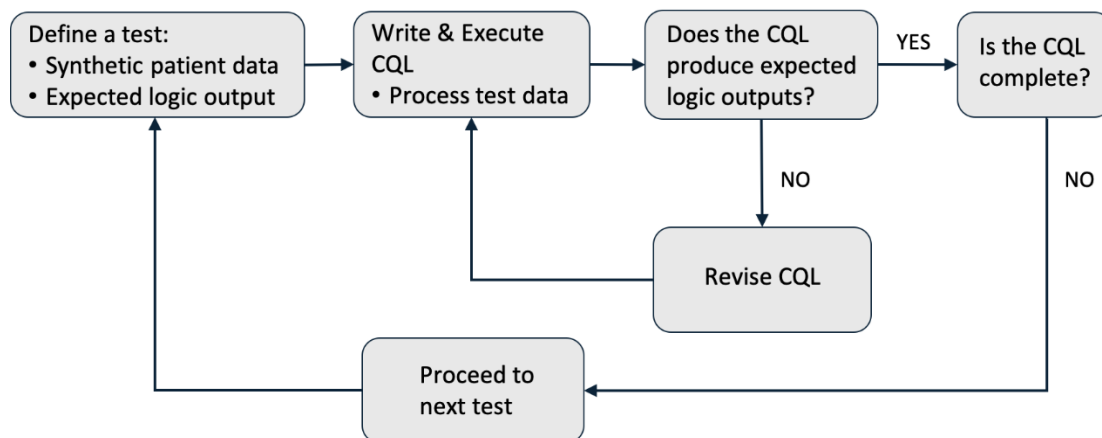 Define a test:
• Synthetic patient data
• Expected logic output
Write & Execute
CQL
• Process test data
Does the CQL
produce expected
logic outputs?
YES
Is the CQL
complete?
NO
NO
Revise CQL
Proceed to
next test